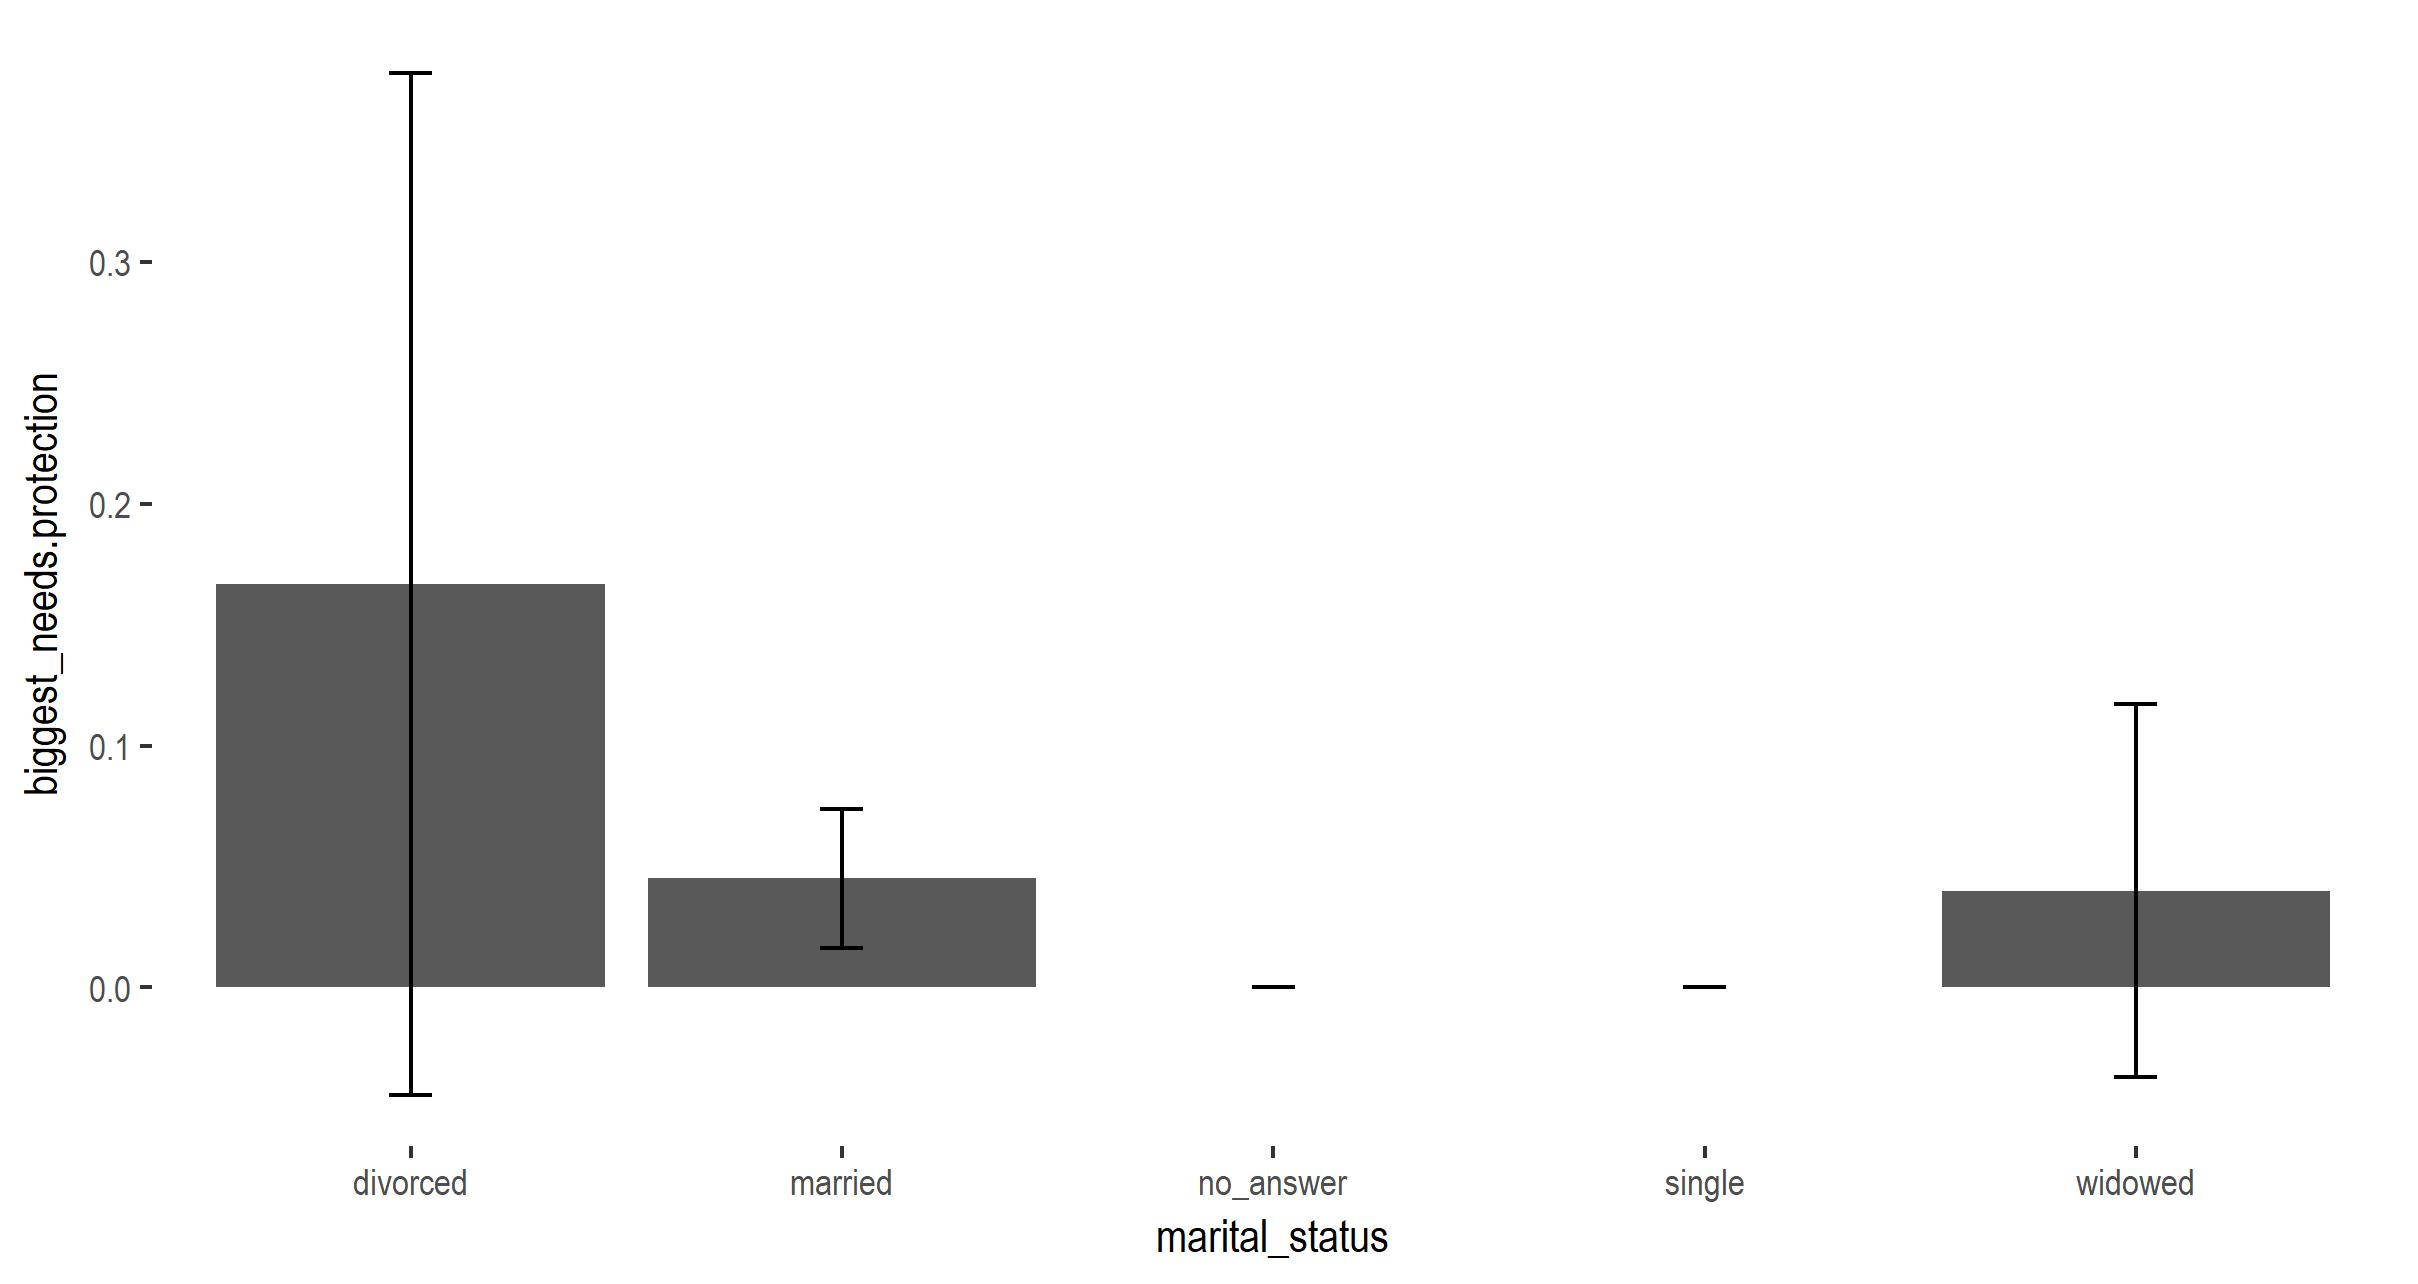 biggest_needs.protection
0.3
0.2
0.1
0.0
divorced married no_answer single widowed
marital_status